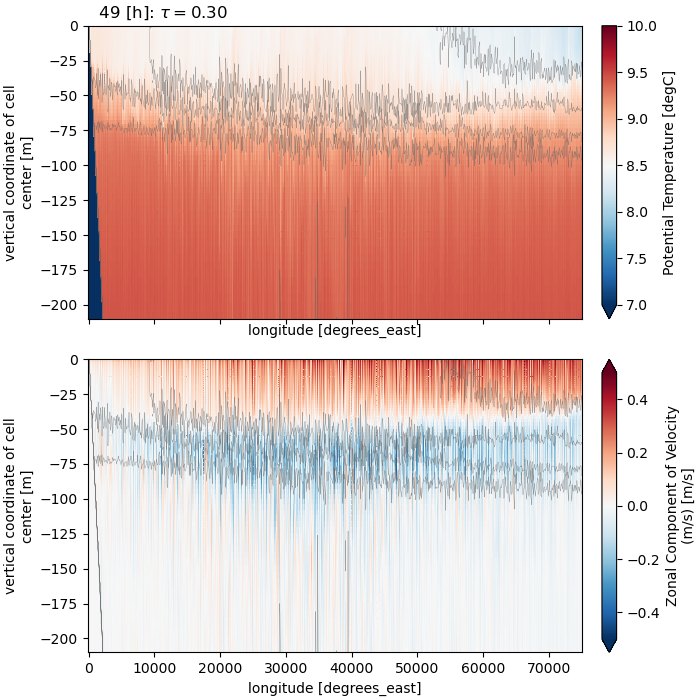 49 [h]: τ = 0.30
0
−25
−50
−75
−100
−125
−150
−175
−200
vertical coordinate of cell
center [m]
longitude [degrees_east]
10.0
9.5
9.0
8.5
8.0
7.5
7.0
Potential Temperature [degC]
0
−25
−50
−75
−100
−125
−150
−175
−200
vertical coordinate of cell
center [m]
0 10000 20000 30000 40000 50000 60000 70000
longitude [degrees_east]
0.4
0.2
0.0
−0.2
−0.4
Zonal Component of Velocity
(m/s) [m/s]